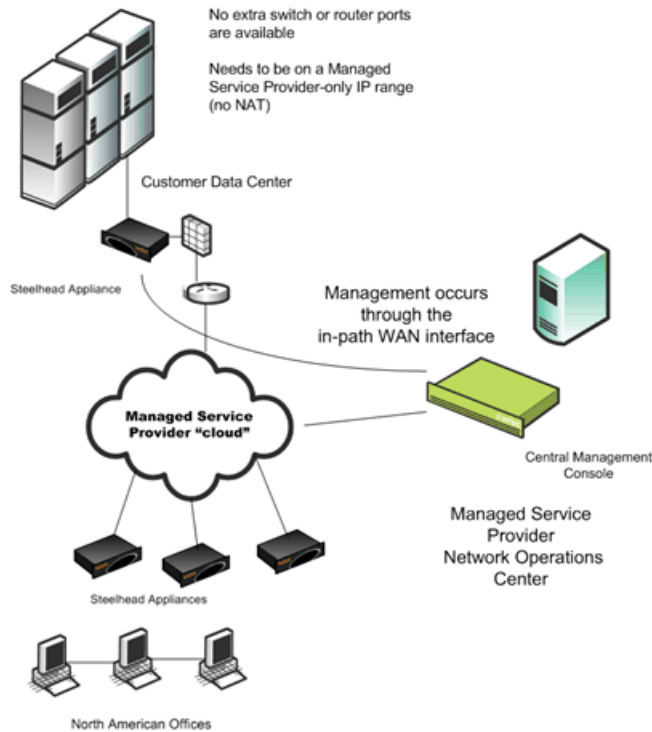 No extra switch or router ports
are available
Needs to be on a Managed
Service Provider-only IP range
(no NAT)
Customer Data Center
Steelhead Appliance
Management occurs
through the
in-path WAN interface
Managed Service
Provider “cloud”
Central Management
Console
Managed Service
Provider
Network Operations
Center
Steelhead Appliances
North American Offices